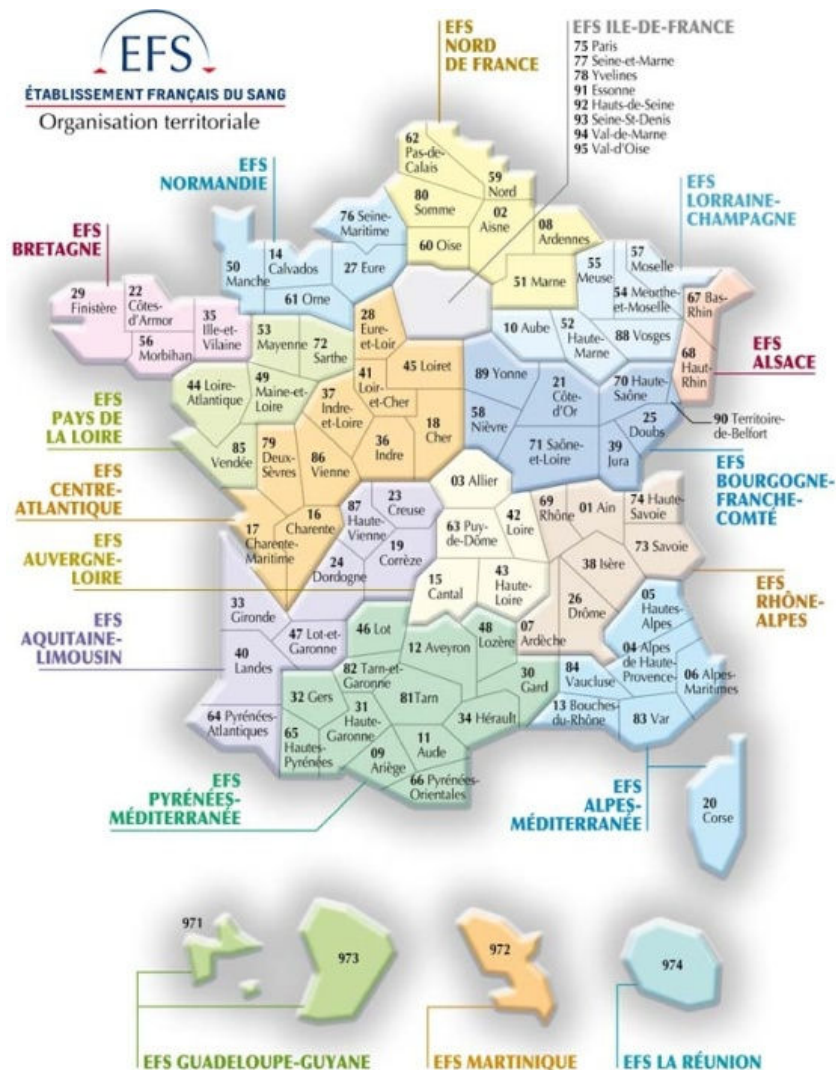 EFS
ÉTABLISSEMENT FRANÇAIS DU SANG
Organisation territoriale
EFS
NORD
DE FRANCE
EFS ILE-DE-FRANCE
75 Paris
77 Seine-et-Marne
78 Yvelines
91 Essonne
92 Hauts-de-Seine
93 Seine-St-Denis
94 Val-de-Marne
95 Val-d'Oise
EFS
NORMANDIE
EFS
LORRAINE-
CHAMPAGNE
EFS
BRETAGNE
EFS
ALSACE
EFS
PAYS DE
LA LOIRE
EFS
CENTRE-
ATLANTIQUE
EFS
AUVERGNE-
LOIRE
EFS
AQUITAINE-
LIMOUSIN
EFS
BOURGOGNE-
FRANCHE-
COMTÉ
EFS
RHÔNE-
ALPES
EFS
PYRÉNÉES-
MÉDITERRANÉE
EFS
ALPES-
MÉDITERRANÉE
62
Pas-de-
Calais
59
Nord
80
Somme
02
Aisne
08
Ardennes
60 Oise
51 Marne
76 Seine-
Maritime
14
Calvados
27 Eure
50
Manche
61 Orne
29
Finistère
22
Côtes-
d'Armor
35
Ille-et-
Vilaine
56
Morbihan
53
Mayenne
72
Sarthe
44 Loire-
Atlantique
49
Maine-et-
Loire
85
Vendée
28
Eure-
et-Loir
45 Loiret
41
Loir-
et-Cher
37
Indre-
et-Loire
18
Cher
36
Indre
79
Deux-
Sèvres
86
Vienne
16
Charente
17
Charente-
Maritime
55
Meuse
57
Moselle
54 Meurthe-
et-Moselle
10 Aube
52
Haute-
Marne
88 Vosges
67 Bas-
Rhin
68
Haut-
Rhin
89 Yonne
21
Côte-
d'Or
70 Haute-
Saône
58
Nièvre
71 Saône-
et-Loire
25
Doubs
39
Jura
90 Territoire-
de-Belfort
03 Allier
63 Puy-
de-Dôme
42
Loire
15
Cantal
43
Haute-
Loire
69
Rhône
01 Ain
74 Haute-
Savoie
73 Savoie
38 Isère
26
Drôme
07
Ardèche
23
Creuse
87
Haute-
Vienne
19
Corrèze
24
Dordogne
33
Gironde
47 Lot-et-
Garonne
40
Landes
64 Pyrénées-
Atlantiques
46 Lot
12 Aveyron
48
Lozère
82 Tarn-et-
Garonne
30
Gard
32 Gers
31
Haute-
Garonne
81Tarn
34 Hérault
65
Hautes-
Pyrénées
09
Ariège
11
Aude
66 Pyrénées-
Orientales
05
Hautes-
Alpes
04 Alpes
de Haute-
Provence-
06 Alpes-
Maritimes
84
Vaucluse
13 Bouches-
du-Rhône
83 Var
20
Corse
971
973
972
974
EFS GUADELOUPE-GUYANE
EFS MARTINIQUE
EFS LA RÉUNION